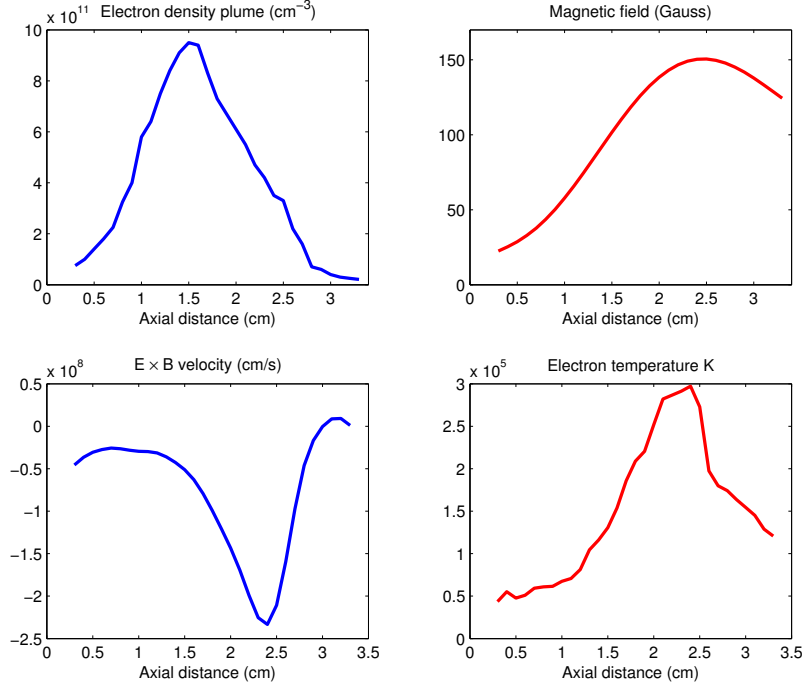 x 10^11 Electron density plume (cm^−3)
10
8
6
4
2
0
0 0.5 1 1.5 2 2.5 3
Axial distance (cm)
Magnetic field (Gauss)
150
100
50
0
0.5 1 1.5 2 2.5 3
Axial distance (cm)
x 10^8 E × B velocity (cm/s)
0.5
0
−0.5
−1
−1.5
−2
−2.5
0 0.5 1 1.5 2 2.5 3 3.5
Axial distance (cm)
x 10^5 Electron temperature K
3
2.5
2
1.5
1
0.5
0
0 0.5 1 1.5 2 2.5 3 3.5
Axial distance (cm)